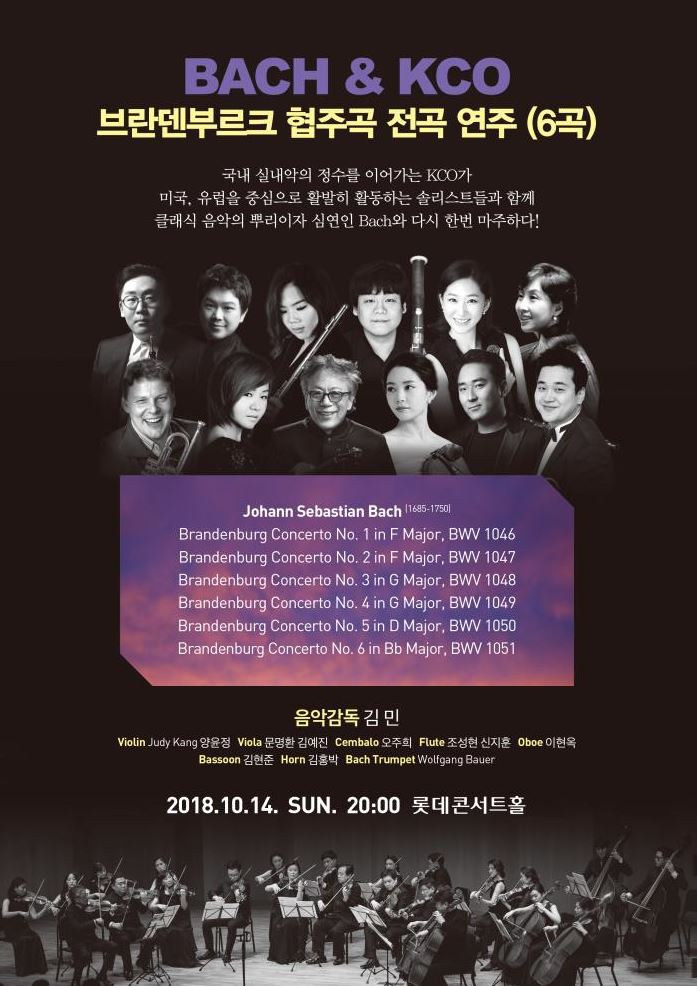 BACH & KCO
브란덴부르크 협주곡 전곡 연주 (6곡)
국내 실내악의 정수를 이어가는 KCO가
미국, 유럽을 중심으로 활발히 활동하는 솔리스트들과 함께
클래식 음악의 뿌리이자 심연인 Bach와 다시 한번 마주하다!
Johann Sebastian Bach (1685-1750)
Brandenburg Concerto No. 1 in F Major, BWV 1046
Brandenburg Concerto No. 2 in F Major, BWV 1047
Brandenburg Concerto No. 3 in G Major, BWV 1048
Brandenburg Concerto No. 4 in G Major, BWV 1049
Brandenburg Concerto No. 5 in D Major, BWV 1050
Brandenburg Concerto No. 6 in Bb Major, BWV 1051
음악감독 김 민
Violin Judy Kang 양윤정 Viola 문명환 김예진 Cembalo 오주희 Flute 조성현 신지훈 Oboe 이현옥
Bassoon 김현준 Horn 김홍박 Bach Trumpet Wolfgang Bauer
2018.10.14. SUN. 20:00 롯데콘서트홀